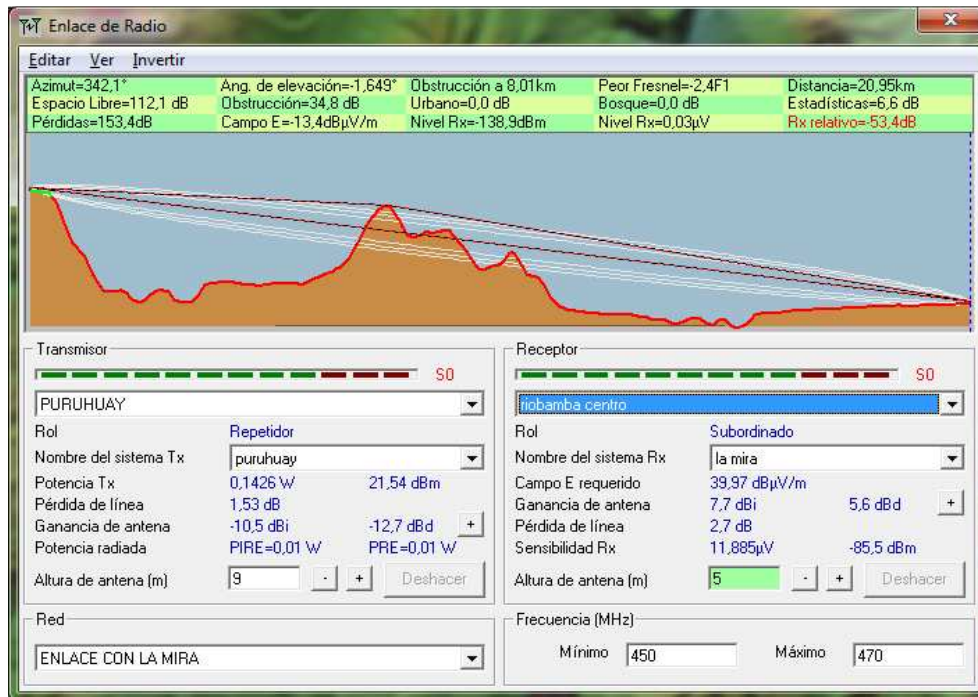 Enlace de Radio
Editar Ver Invertir
Azimut=342,1° Ang. de elevación=-1,649° Obstrucción a 8,01km Peor Fresnel=-2,4F1 Distancia=20,95km
Espacio Libre=112,1 dB Obstrucción=34,8 dB Urbano=0,0 dB Bosque=0,0 dB Estadísticas=6,6 dB
Pérdidas=153,4dB Campo E=-13,4dBµV/m Nivel Rx=-138,9dBm Nivel Rx=0,03µV Rx relativo=-53,4dB
Transmisor
S0
PURUHUAY
Rol Repetidor
Nombre del sistema Tx puruhuay
Potencia Tx 0,1426 W 21,54 dBm
Pérdida de línea 1,53 dB
Ganancia de antena -10,5 dBi -12,7 dBd +
Potencia radiada PIRE=0,01 W PRE=0,01 W
Altura de antena (m) 9 - + Deshacer
Red
ENLACE CON LA MIRA
Receptor
S0
riobamba centro
Rol Subordinado
Nombre del sistema Rx la mira
Campo E requerido 39,97 dBµV/m
Ganancia de antena 7,7 dBi 5,6 dBd +
Pérdida de línea 2,7 dB
Sensibilidad Rx 11,885µV -85,5 dBm
Altura de antena (m) 5 - + Deshacer
Frecuencia (MHz)
Mínimo 450 Máximo 470